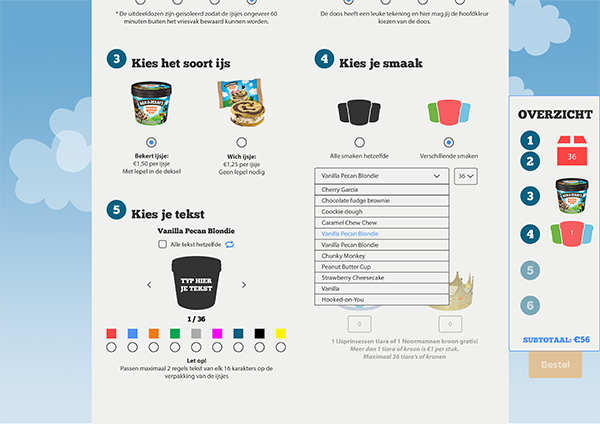 * De uitdeeldozen zijn geïsoleerd zodat de ijsjes ongeveer 60
minuten buiten het vriesvak bewaard kunnen worden.
De doos heeft een leuke tekening en hier mag jij de hoofdkleur
kiezen van de doos.
3 Kies het soort ijs
BEN & JERRY'S
Bekert ijsje:
€1,50 per ijsje
Met lepel in de deksel
Wich ijsje:
€1,25 per ijsje
Geen lepel nodig
4 Kies je smaak
Alle smaken hetzelfde
Verschillende smaken
Vanilla Pecan Blondie
36
Cherry Garcia
Chocolate fudge brownie
Coockie dough
Caramel Chew Chew
Vanilla Pecan Blondie
Vanilla Pecan Blondie
Chunky Monkey
Peanut Butter Cup
Strawberry Cheesecake
Vanilla
Hooked-on-You
0
0
1 IJsprinsessen tiara of 1 Noormannen kroon gratis!
Meer dan 1 tiara of kroon is €1 per stuk.
Maximaal 36 tiara's of kronen
5 Kies je tekst
Vanilla Pecan Blondie
Alle tekst hetzelfde
TYP HIER
JE TEKST
1 / 36
Let op!
Passen maximaal 2 regels tekst van elk 16 karakters op de
verpakking van de ijsjes
OVERZICHT
1
2
36
3
4
1
5
6
SUBTOTAAL: €56
Bestel